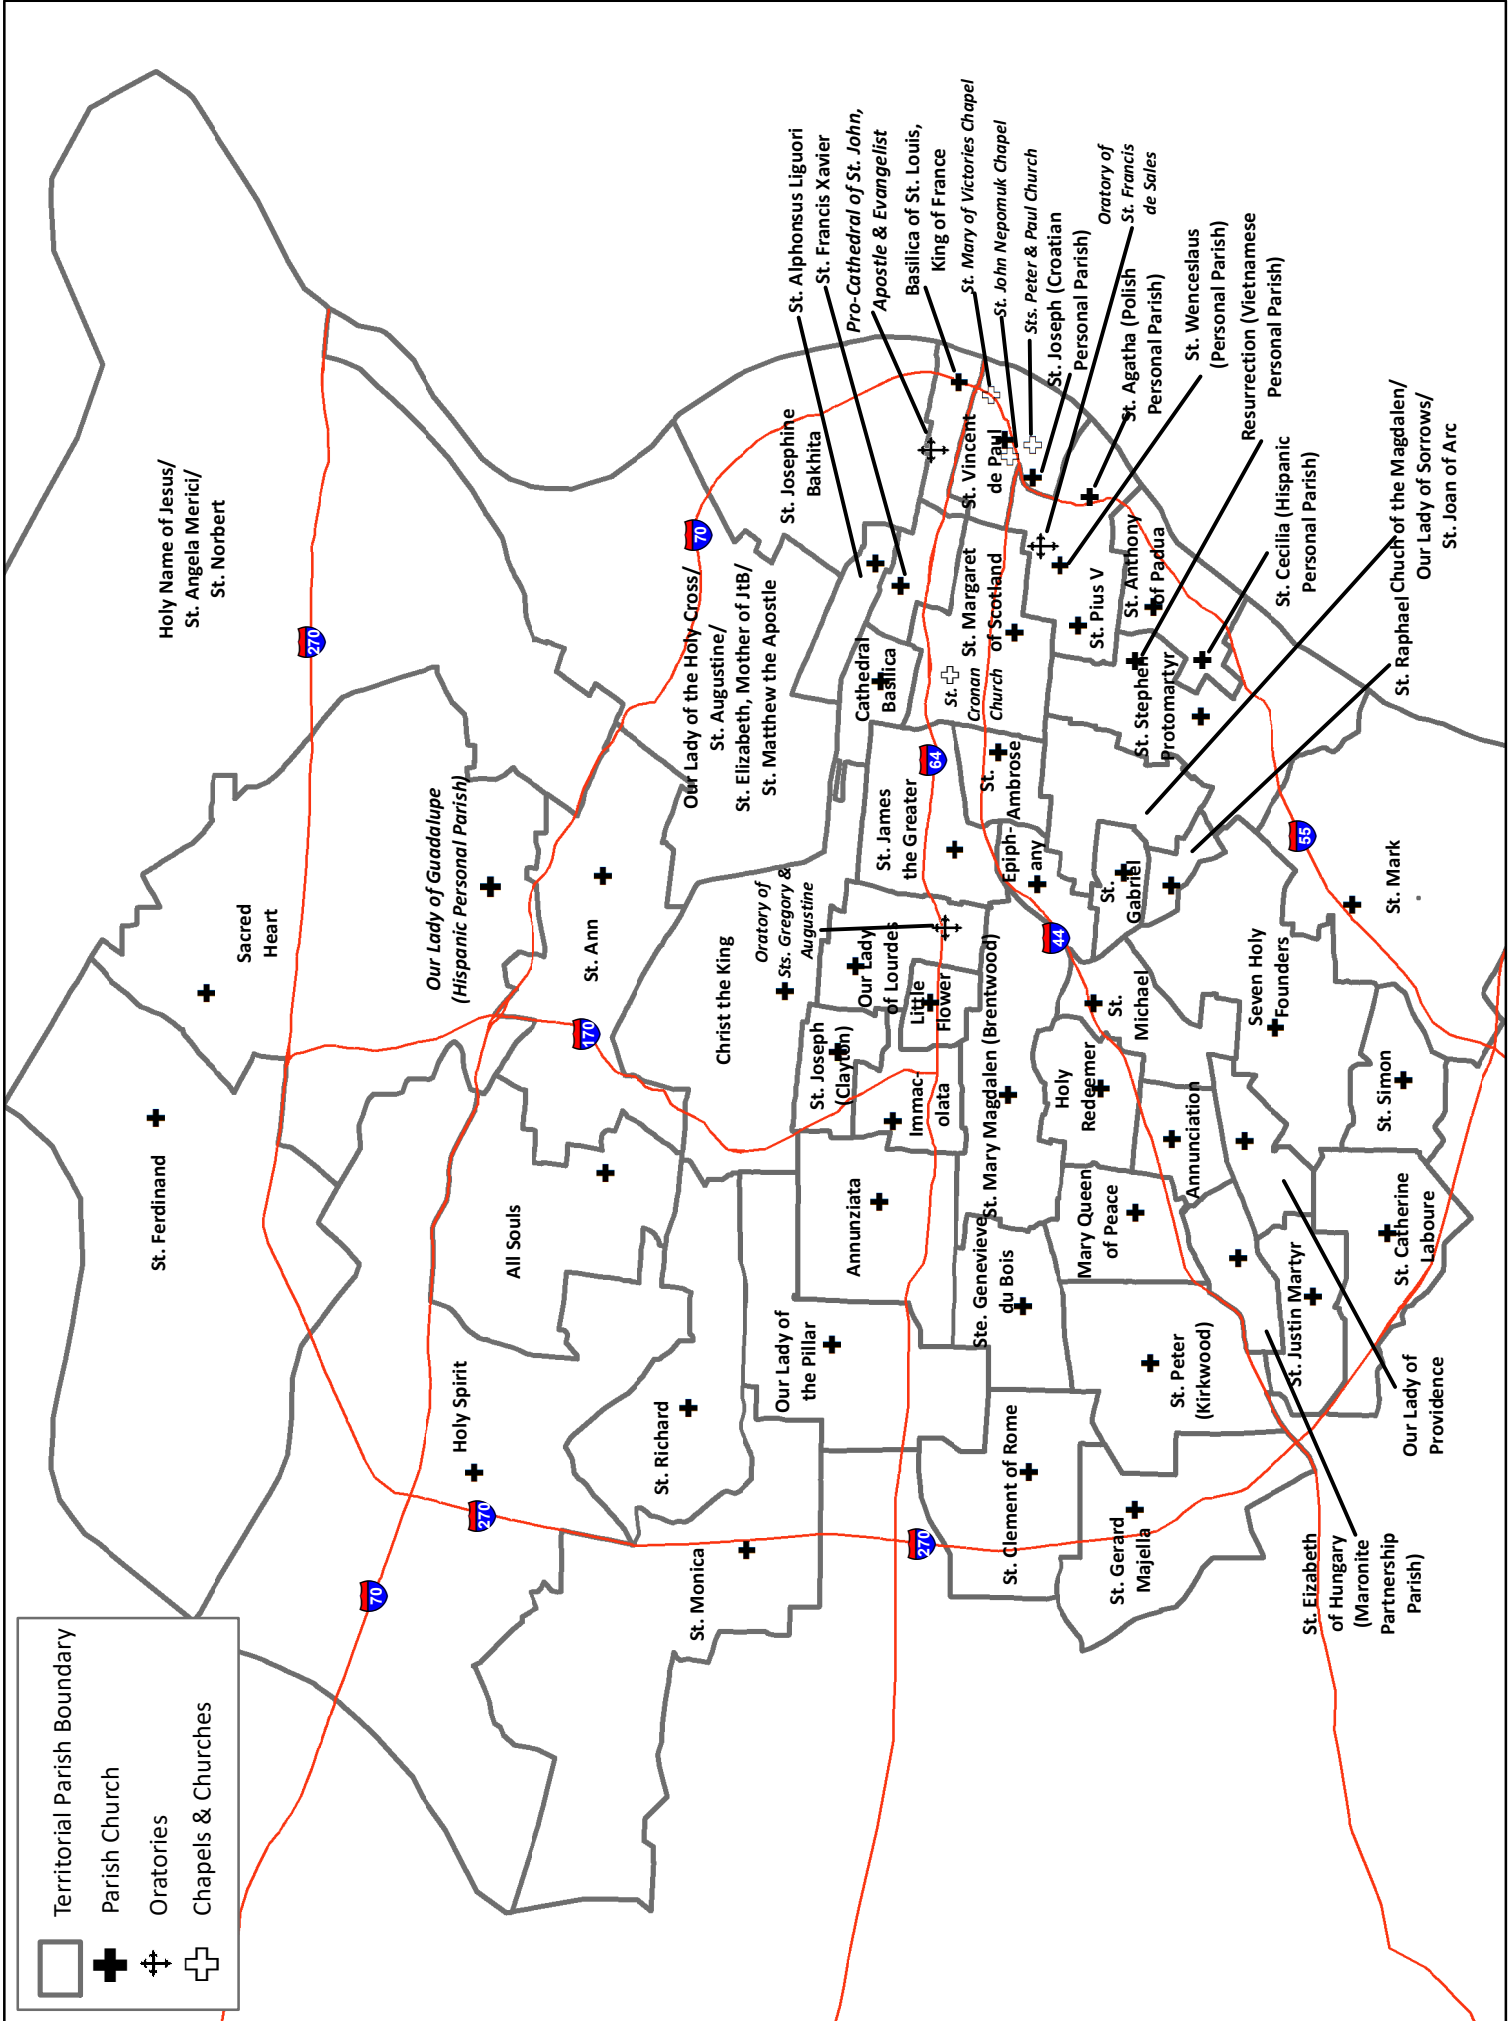 Territorial Parish Boundary
Parish Church
Oratories
Chapels & Churches
St. Ferdinand
Sacred
Heart
Holy Name of Jesus/
St. Angela Merici/
St. Norbert
270
70
270
Holy Spirit
All Souls
Our Lady of Guadalupe
(Hispanic Personal Parish)
170
St. Ann
70
St. Monica
St. Richard
Christ the King
Our Lady of the Holy Cross/
St. Augustine/
St. Elizabeth, Mother of JtB/
St. Matthew the Apostle
St. Josephine
Bakhita
St. Alphonsus Liguori
St. Francis Xavier
Pro-Cathedral of St. John,
Apostle & Evangelist
Basilica of St. Louis,
King of France
St. Mary of Victories Chapel
St. John Nepomuk Chapel
Sts. Peter & Paul Church
St. Joseph (Croatian
Personal Parish)
Oratory of
St. Francis
de Sales
St. Agatha (Polish
Personal Parish)
St. Wenceslaus
(Personal Parish)
Resurrection (Vietnamese
Personal Parish)
St. Cecilia (Hispanic
Personal Parish)
Chuch of the Magdalen/
Our Lady of Sorrows/
St. Joan of Arc
St. Raphael
Our Lady of
the Pillar
Annunziata
St. Joseph
(Clayton)
Oratory of
Sts. Gregory &
Augustine
Our Lady
of Lourdes
Little
Flower
Immac-
olata
St. James
the Greater
64
Cathedral
Basilica
St.
Cronan
Church
St. Margaret
of Scotland
St. Vincent
de Paul
270
St. Clement of Rome
Ste. Genevieve
du Bois
St. Mary Magdalen (Brentwood)
Epiph-
any
St.
Ambrose
44
St. Pius V
St. Anthony
of Padua
St. Gerard
Majella
St. Peter
(Kirkwood)
Mary Queen
of Peace
Holy
Redeemer
St.
Michael
St.
Gabriel
St. Stephen
Protomartyr
Annunciation
Seven Holy
Founders
55
St. Mark
St. Justin Martyr
St. Simon
St. Catherine
Laboure
Our Lady of
Providence
St. Eizabeth
of Hungary
(Maronite
Partnership
Parish)